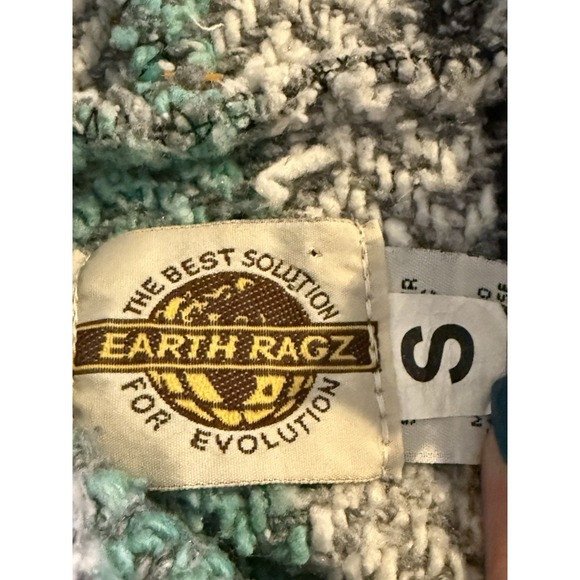 THE BEST SOLUTION
EARTH RAGZ
FOR EVOLUTION
S